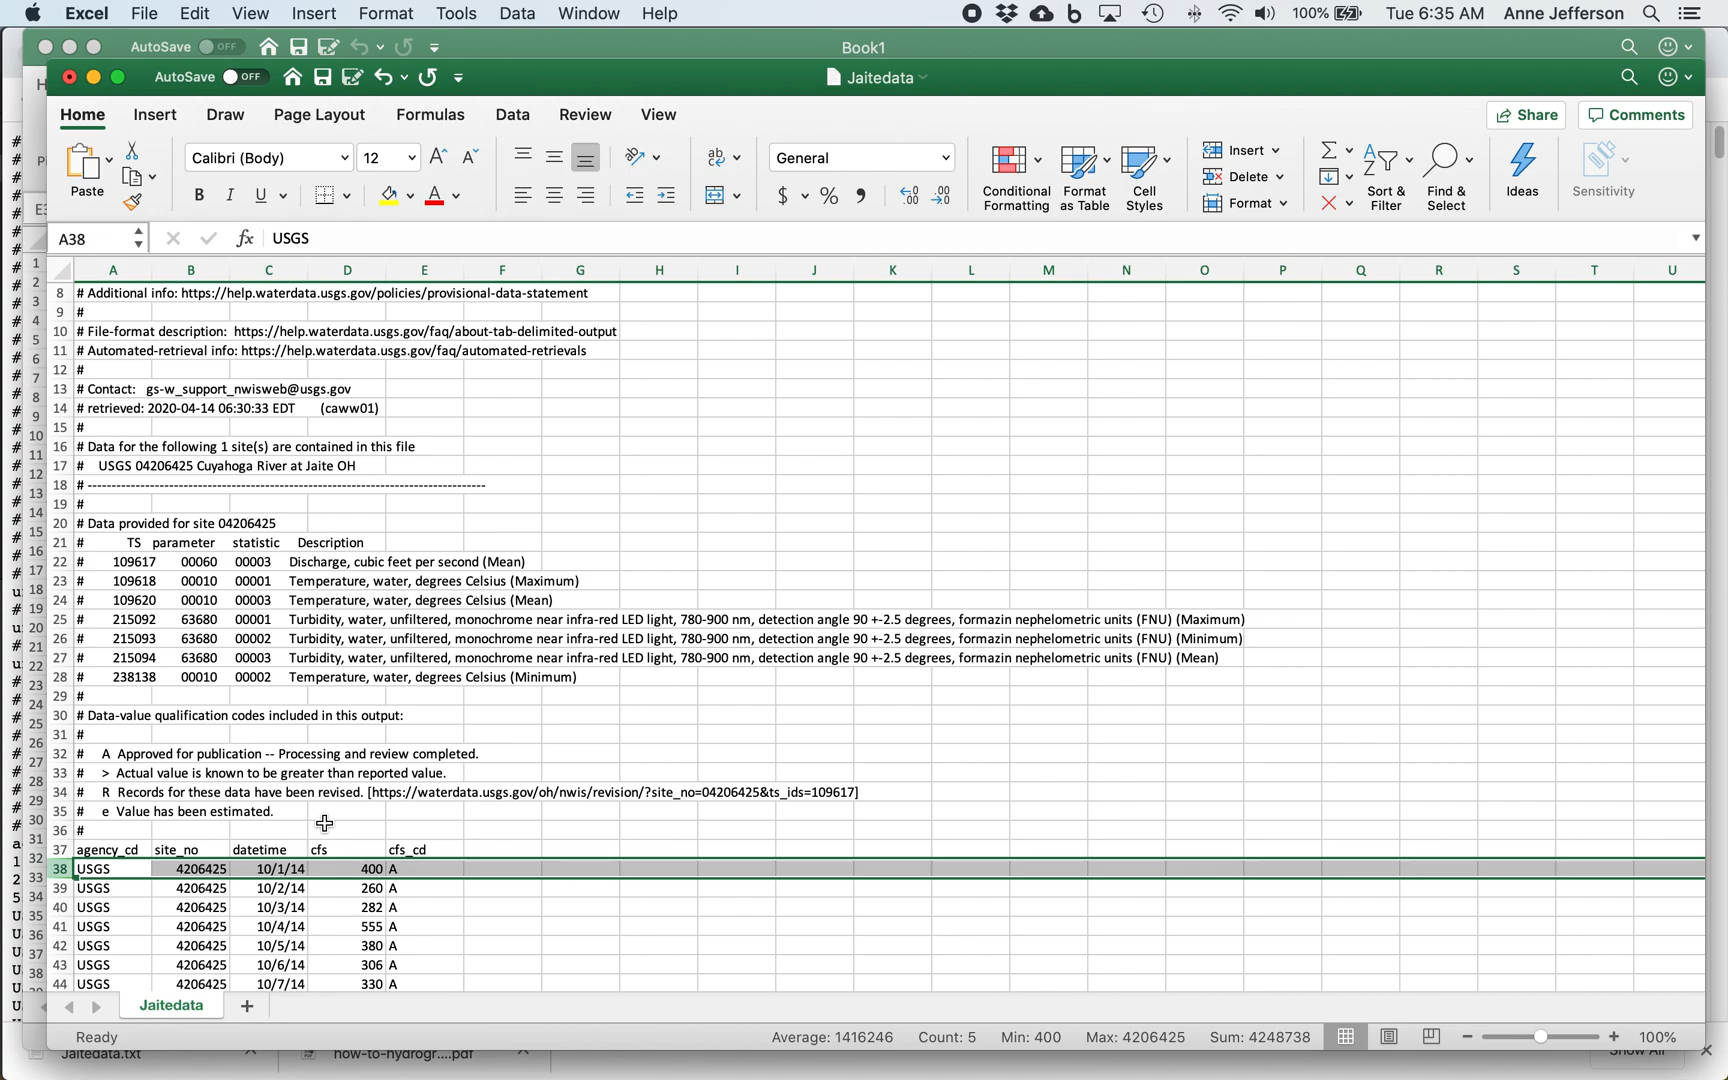 Excel File Edit View Insert Format Tools Data Window Help 100% Tue 6:35 AM Anne Jefferson
AutoSave OFF Book1
AutoSave OFF Jaitedata
Home Insert Draw Page Layout Formulas Data Review View Share Comments
Paste Calibri (Body) 12 General Insert Delete Format
B I U $ % Conditional Formatting Format as Table Cell Styles Sort & Filter Find & Select Ideas Sensitivity
A38 fx USGS
A B C D E F G H I J K L M N O P Q R S T U
8 # Additional info: https://help.waterdata.usgs.gov/policies/provisional-data-statement
9 #
10 # File-format description: https://help.waterdata.usgs.gov/faq/about-tab-delimited-output
11 # Automated-retrieval info: https://help.waterdata.usgs.gov/faq/automated-retrievals
12 #
13 # Contact: gs-w_support_nwisweb@usgs.gov
14 # retrieved: 2020-04-14 06:30:33 EDT (caww01)
15 #
16 # Data for the following 1 site(s) are contained in this file
17 # USGS 04206425 Cuyahoga River at Jaite OH
18 # -----------------------------------------------------------------------------------
19 #
20 # Data provided for site 04206425
21 # TS parameter statistic Description
22 # 109617 00060 00003 Discharge, cubic feet per second (Mean)
23 # 109618 00010 00001 Temperature, water, degrees Celsius (Maximum)
24 # 109620 00010 00003 Temperature, water, degrees Celsius (Mean)
25 # 215092 63680 00001 Turbidity, water, unfiltered, monochrome near infra-red LED light, 780-900 nm, detection angle 90 +-2.5 degrees, formazin nephelometric units (FNU) (Maximum)
26 # 215093 63680 00002 Turbidity, water, unfiltered, monochrome near infra-red LED light, 780-900 nm, detection angle 90 +-2.5 degrees, formazin nephelometric units (FNU) (Minimum)
27 # 215094 63680 00003 Turbidity, water, unfiltered, monochrome near infra-red LED light, 780-900 nm, detection angle 90 +-2.5 degrees, formazin nephelometric units (FNU) (Mean)
28 # 238138 00010 00002 Temperature, water, degrees Celsius (Minimum)
29 #
30 # Data-value qualification codes included in this output:
31 #
32 # A Approved for publication -- Processing and review completed.
33 # > Actual value is known to be greater than reported value.
34 # R Records for these data have been revised. [https://waterdata.usgs.gov/oh/nwis/revision/?site_no=04206425&ts_ids=109617]
35 # e Value has been estimated.
36 #
37 agency_cd site_no datetime cfs cfs_cd
38 USGS 4206425 10/1/14 400 A
39 USGS 4206425 10/2/14 260 A
40 USGS 4206425 10/3/14 282 A
41 USGS 4206425 10/4/14 555 A
42 USGS 4206425 10/5/14 380 A
43 USGS 4206425 10/6/14 306 A
44 USGS 4206425 10/7/14 330 A
Jaitedata +
Ready Average: 1416246 Count: 5 Min: 400 Max: 4206425 Sum: 4248738 100%
Jaitedata.txt how-to-hydrogr....pdf Show All